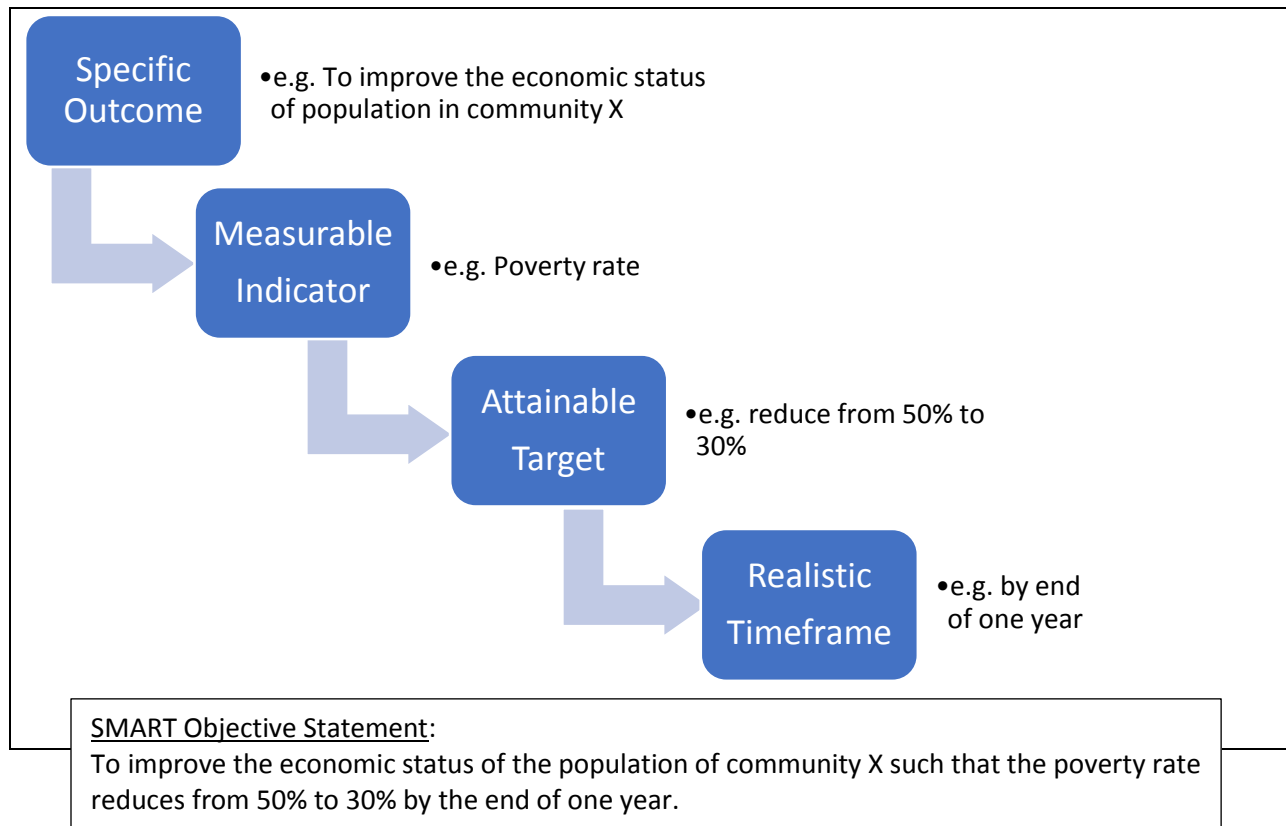 Specific
Outcome
•e.g. To improve the economic status
of population in community X
Measurable
Indicator
•e.g. Poverty rate
Attainable
Target
•e.g. reduce from 50% to
30%
Realistic
Timeframe
•e.g. by end
of one year
SMART Objective Statement:
To improve the economic status of the population of community X such that the poverty rate
reduces from 50% to 30% by the end of one year.